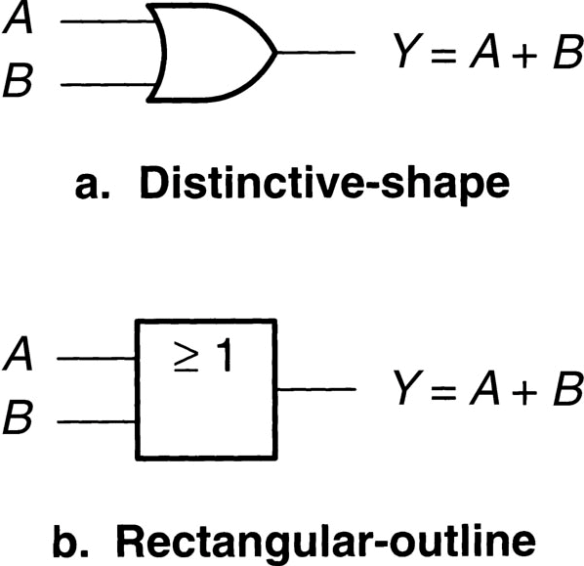 A
B
Y = A + B
a. Distinctive-shape
A
B
≥ 1
Y = A + B
b. Rectangular-outline